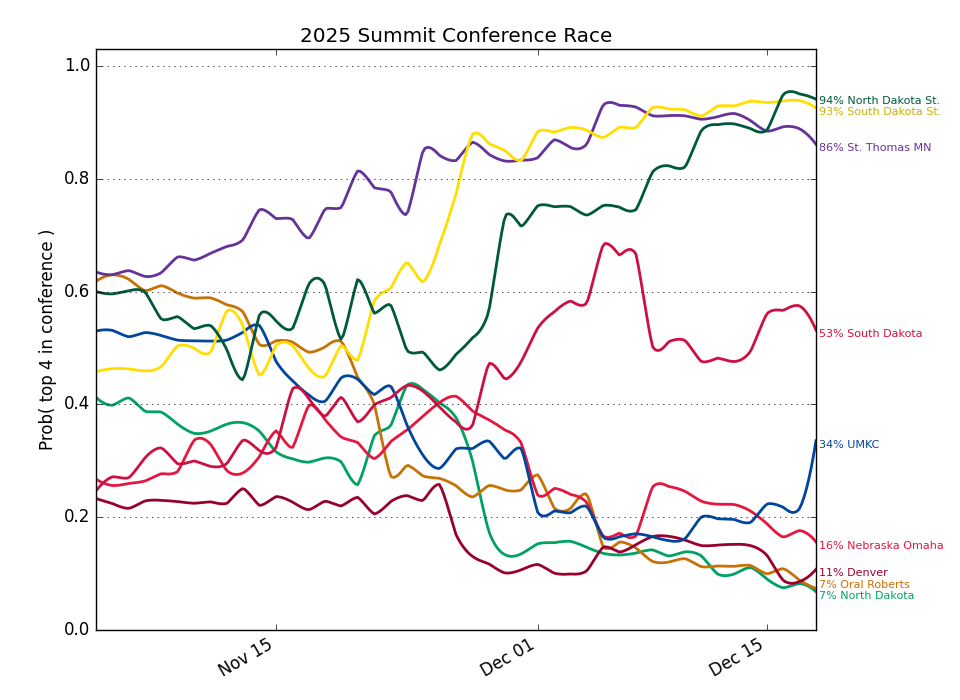 2025 Summit Conference Race
Prob( top 4 in conference )
1.0
0.8
0.6
0.4
0.2
0.0
Nov 15
Dec 01
Dec 15
94% North Dakota St.
93% South Dakota St.
86% St. Thomas MN
53% South Dakota
34% UMKC
16% Nebraska Omaha
11% Denver
7% Oral Roberts
7% North Dakota